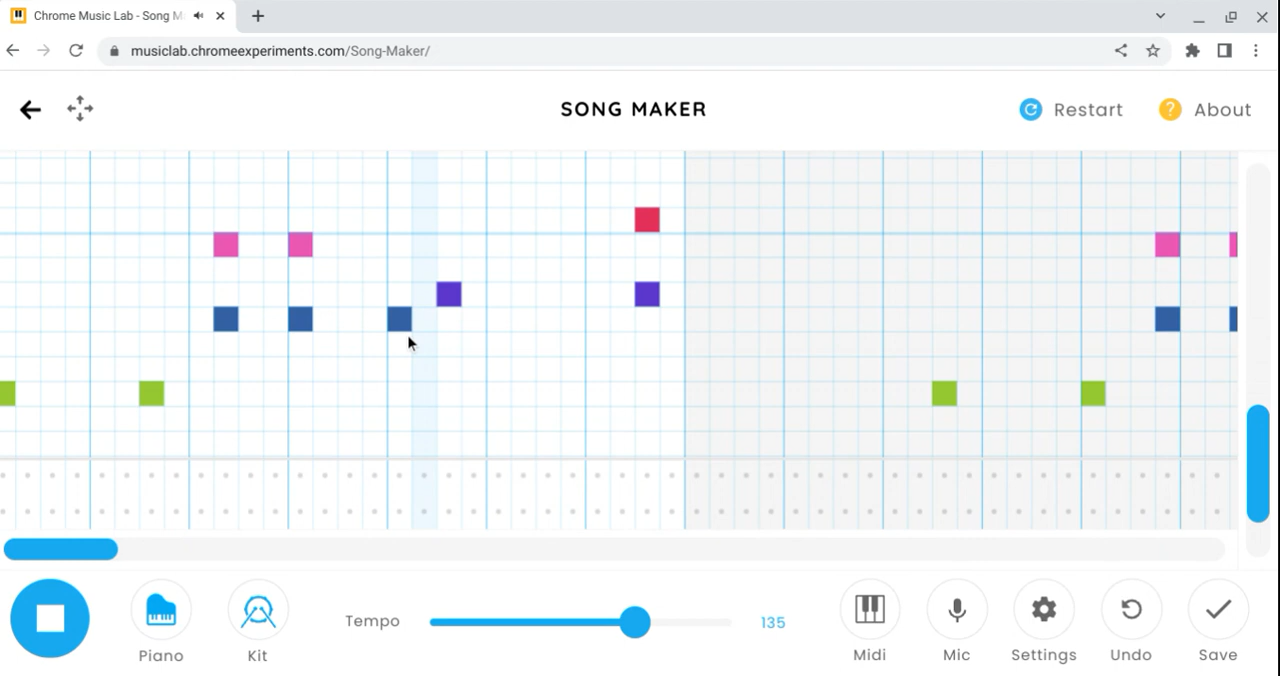 Chrome Music Lab - Song M
musiclab.chromeexperiments.com/Song-Maker/
SONG MAKER
Restart
About
Piano
Kit
Tempo
135
Midi
Mic
Settings
Undo
Save